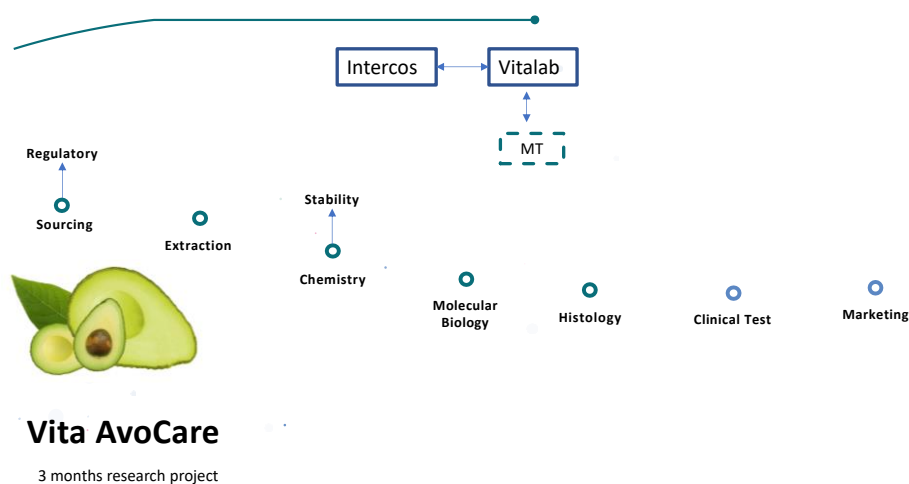 Intercos
Vitalab
MT
Regulatory
Sourcing
Extraction
Stability
Chemistry
Molecular
Biology
Histology
Clinical Test
Marketing
Vita AvoCare
3 months research project